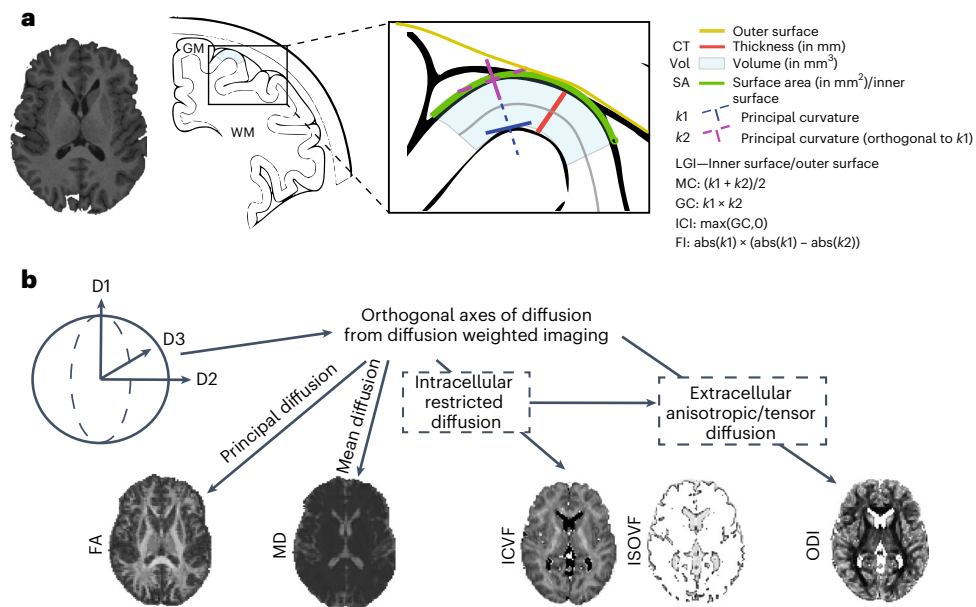 a
GM
WM
Outer surface
CT Thickness (in mm)
Vol Volume (in mm³)
SA Surface area (in mm²)/inner
surface
k1 Principal curvature
k2 Principal curvature (orthogonal to k1)
LGI—Inner surface/outer surface
MC: (k1 + k2)/2
GC: k1 × k2
ICI: max(GC,0)
FI: abs(k1) × (abs(k1) − abs(k2))
b
D1
D3
D2
Orthogonal axes of diffusion
from diffusion weighted imaging
Principal diffusion
Mean diffusion
Intracellular
restricted
diffusion
Extracellular
anisotropic/tensor
diffusion
FA
MD
ICVF
ISOVF
ODI